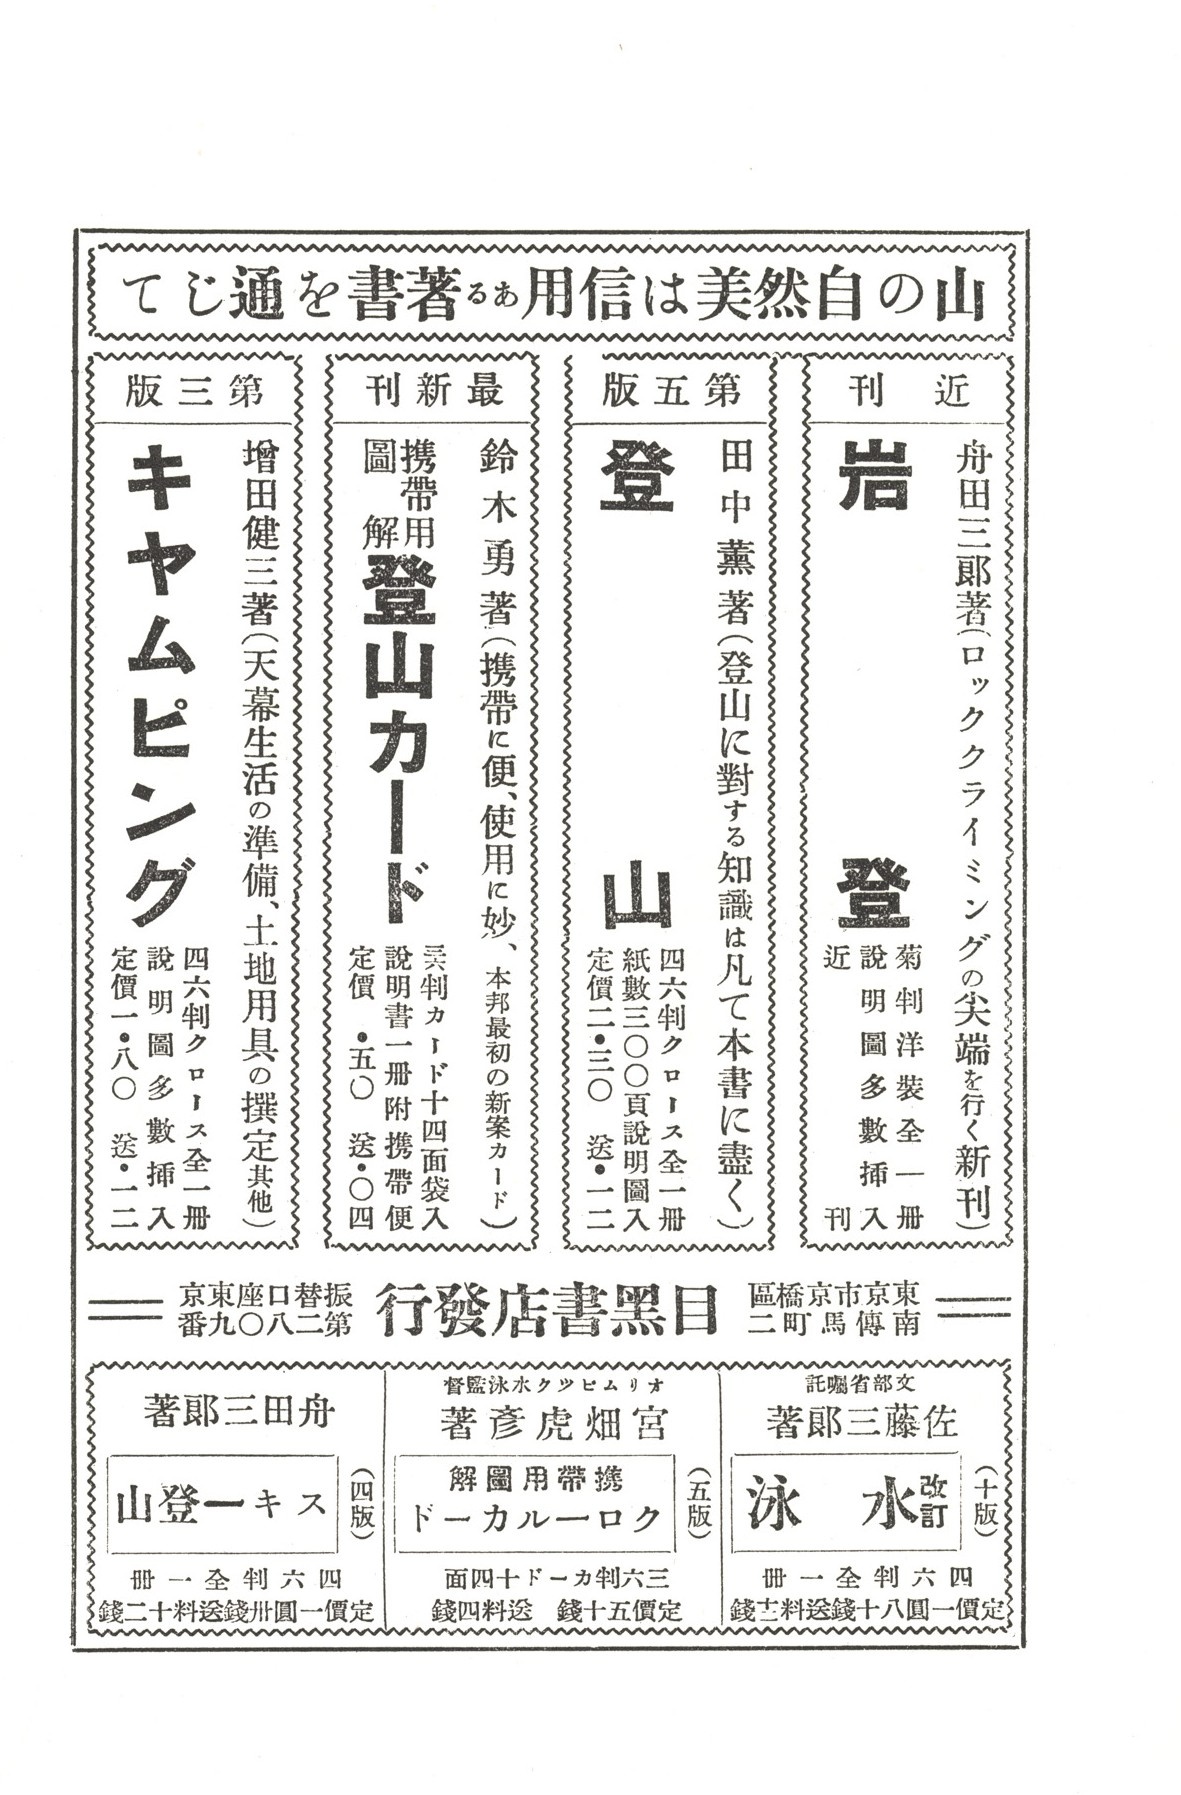 山の自然美は信用ある著書を通じて
近刊
舟田三郞著(ロッククライミングの尖端を行く新刊)
岩登
菊判洋裝全一册
說明圖多數揷入
近刊
第五版
田中薰著(登山に對する知識は凡て本書に盡く)
登山
四六判クロース全一册
紙數三〇〇頁說明圖入
定價二・三〇 送・一二
最新刊
鈴木勇著(携帶に便、使用に妙、本邦最初の新案カード)
携帶用
圖解
登山カード
三六判カード十四面袋入
說明書一册附携帶便
定價・五〇 送・〇四
第三版
增田健三著(天幕生活の準備、土地用具の撰定其他)
キャムピング
四六判クロース全一册
說明圖多數揷入
定價一・八〇 送・一二
東京市京橋區
南傳馬町二
目黑書店發行
振替口座東京
第二八〇九番
文部省囑託
佐藤三郞著
(十版)
改訂
水泳
四六判全一册
定價一圓八十錢送料十二錢
オリムピック水泳監督
宮畑虎彥著
(五版)
携帶用圖解
クロールカード
三六判カード十四面
定價五十錢 送料四錢
舟田三郞著
(四版)
スキー登山
四六判全一册
定價一圓卅錢送料十二錢